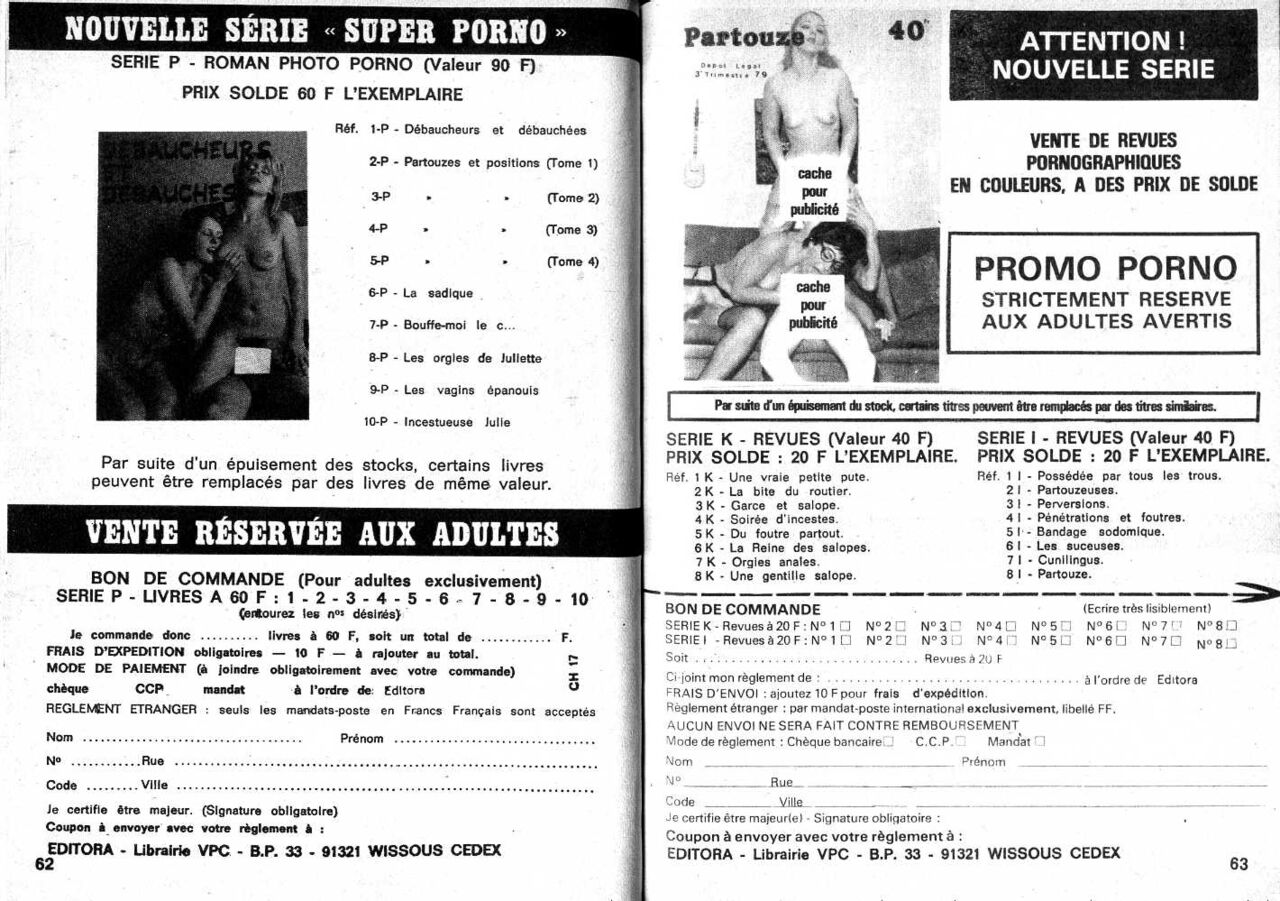 NOUVELLE SÉRIE « SUPER PORNO »
SERIE P - ROMAN PHOTO PORNO (Valeur 90 F)
PRIX SOLDE 60 F L'EXEMPLAIRE
DEBAUCHEURS
ET
DEBAUCHES
Réf. 1-P - Débaucheurs et débauchées
2-P - Partouzes et positions (Tome 1)
3-P " " (Tome 2)
4-P " " (Tome 3)
5-P " " (Tome 4)
6-P - La sadique
7-P - Bouffe-moi le c...
8-P - Les orgies de Juliette
9-P - Les vagins épanouis
10-P - Incestueuse Julie
Par suite d'un épuisement des stocks, certains livres
peuvent être remplacés par des livres de même valeur.
VENTE RÉSERVÉE AUX ADULTES
BON DE COMMANDE (Pour adultes exclusivement)
SERIE P - LIVRES A 60 F : 1 - 2 - 3 - 4 - 5 - 6 - 7 - 8 - 9 - 10
(entourez les nos désirés)
Je commande donc .......... livres à 60 F, soit un total de ............ F.
FRAIS D'EXPEDITION obligatoires — 10 F — à rajouter au total.
MODE DE PAIEMENT (à joindre obligatoirement avec votre commande)
chèque CCP mandat à l'ordre de: Editora
CH 17
REGLEMENT ETRANGER : seuls les mandats-poste en Francs Français sont acceptés
Nom .................................... Prénom .................................
No ...........Rue ......................................................................
Code .........Ville ......................................................................
Je certifie être majeur. (Signature obligatoire)
Coupon à envoyer avec votre règlement à :
EDITORA - Librairie VPC - B.P. 33 - 91321 WISSOUS CEDEX
62
Partouze 40F
Depot Legal
3e Trimestre 79
cache
pour
publicité
cache
pour
publicité
ATTENTION !
NOUVELLE SERIE
VENTE DE REVUES
PORNOGRAPHIQUES
EN COULEURS, A DES PRIX DE SOLDE
PROMO PORNO
STRICTEMENT RESERVE
AUX ADULTES AVERTIS
Par suite d'un épuisement du stock, certains titres peuvent être remplacés par des titres similaires.
SERIE K - REVUES (Valeur 40 F)
PRIX SOLDE : 20 F L'EXEMPLAIRE.
Réf. 1 K - Une vraie petite pute.
2 K - La bite du routier.
3 K - Garce et salope.
4 K - Soirée d'incestes.
5 K - Du foutre partout.
6 K - La Reine des salopes.
7 K - Orgies anales.
8 K - Une gentille salope.
SERIE I - REVUES (Valeur 40 F)
PRIX SOLDE : 20 F L'EXEMPLAIRE.
Réf. 1 I - Possédée par tous les trous.
2 I - Partouzeuses.
3 I - Perversions.
4 I - Pénétrations et foutres.
5 I - Bandage sodomique.
6 I - Les suceuses.
7 I - Cunilingus.
8 I - Partouze.
BON DE COMMANDE (Ecrire très lisiblement)
SERIE K - Revues à 20 F : N° 1 □ N° 2 □ N° 3 □ N° 4 □ N° 5 □ N° 6 □ N° 7 □ N° 8 □
SERIE I - Revues à 20 F : N° 1 □ N° 2 □ N° 3 □ N° 4 □ N° 5 □ N° 6 □ N° 7 □ N° 8 □
Soit ................................. Revues à 20 F
Ci-joint mon règlement de : ........................................ à l'ordre de Editora
FRAIS D'ENVOI : ajoutez 10 F pour frais d'expédition.
Règlement étranger : par mandat-poste international exclusivement, libellé FF.
AUCUN ENVOI NE SERA FAIT CONTRE REMBOURSEMENT
Mode de règlement : Chèque bancaire □ C.C.P. □ Mandat □
Nom ____________ Prénom ____________
N° ________ Rue ____________
Code ________ Ville ____________
Je certifie être majeur(e) - Signature obligatoire :
Coupon à envoyer avec votre règlement à :
EDITORA - Librairie VPC - B.P. 33 - 91321 WISSOUS CEDEX
63